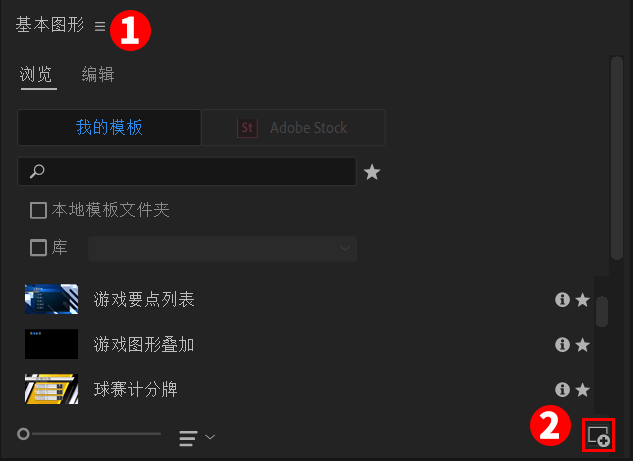 基本图形 1
浏览 编辑
我的模板 St Adobe Stock
本地模板文件夹
库
游戏要点列表
游戏图形叠加
球赛计分牌
2